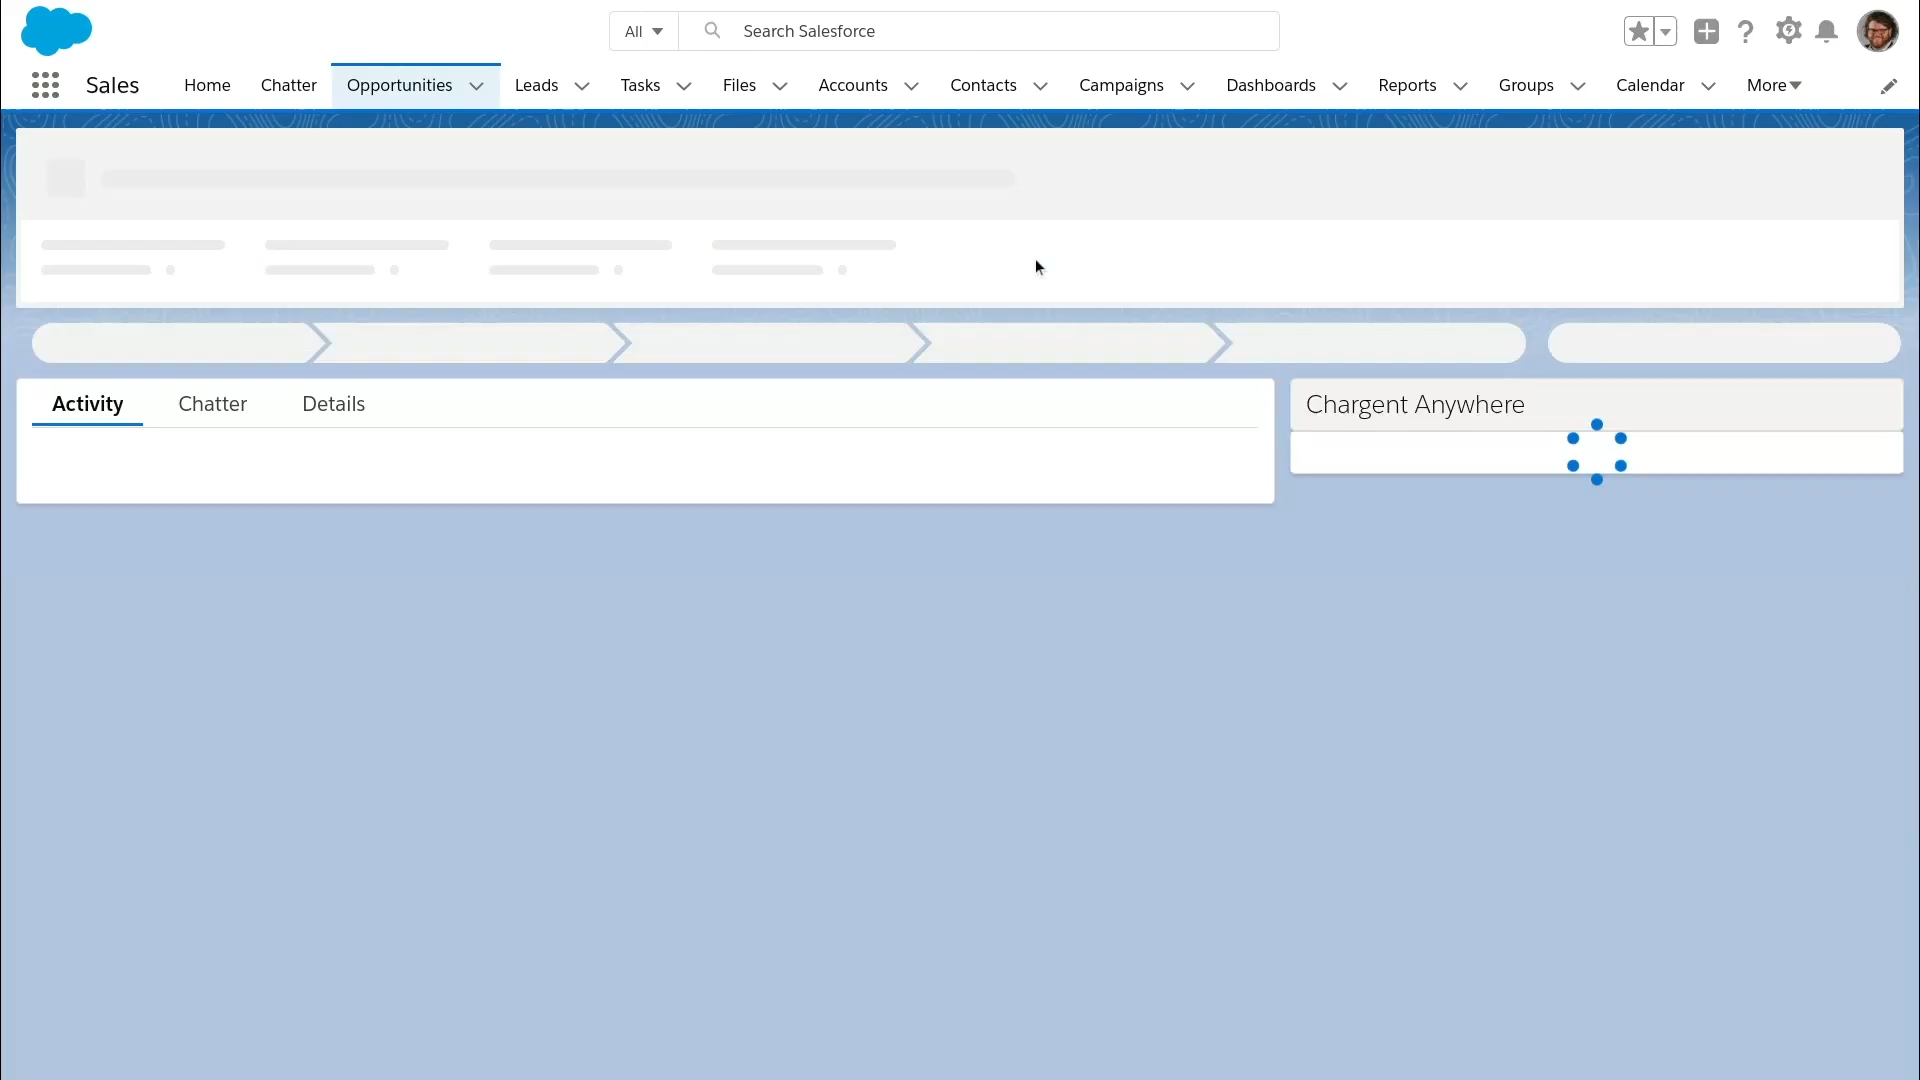 All
Search Salesforce
Sales
Home
Chatter
Opportunities
Leads
Tasks
Files
Accounts
Contacts
Campaigns
Dashboards
Reports
Groups
Calendar
More
Activity
Chatter
Details
Chargent Anywhere